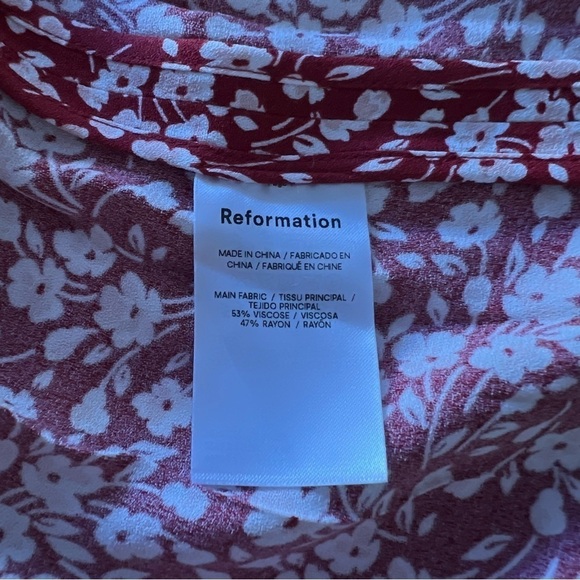 Reformation
MADE IN CHINA / FABRICADO EN
CHINA / FABRIQUÉ EN CHINE
MAIN FABRIC / TISSU PRINCIPAL /
TEJIDO PRINCIPAL
53% VISCOSE / VISCOSA
47% RAYON / RAYÓN